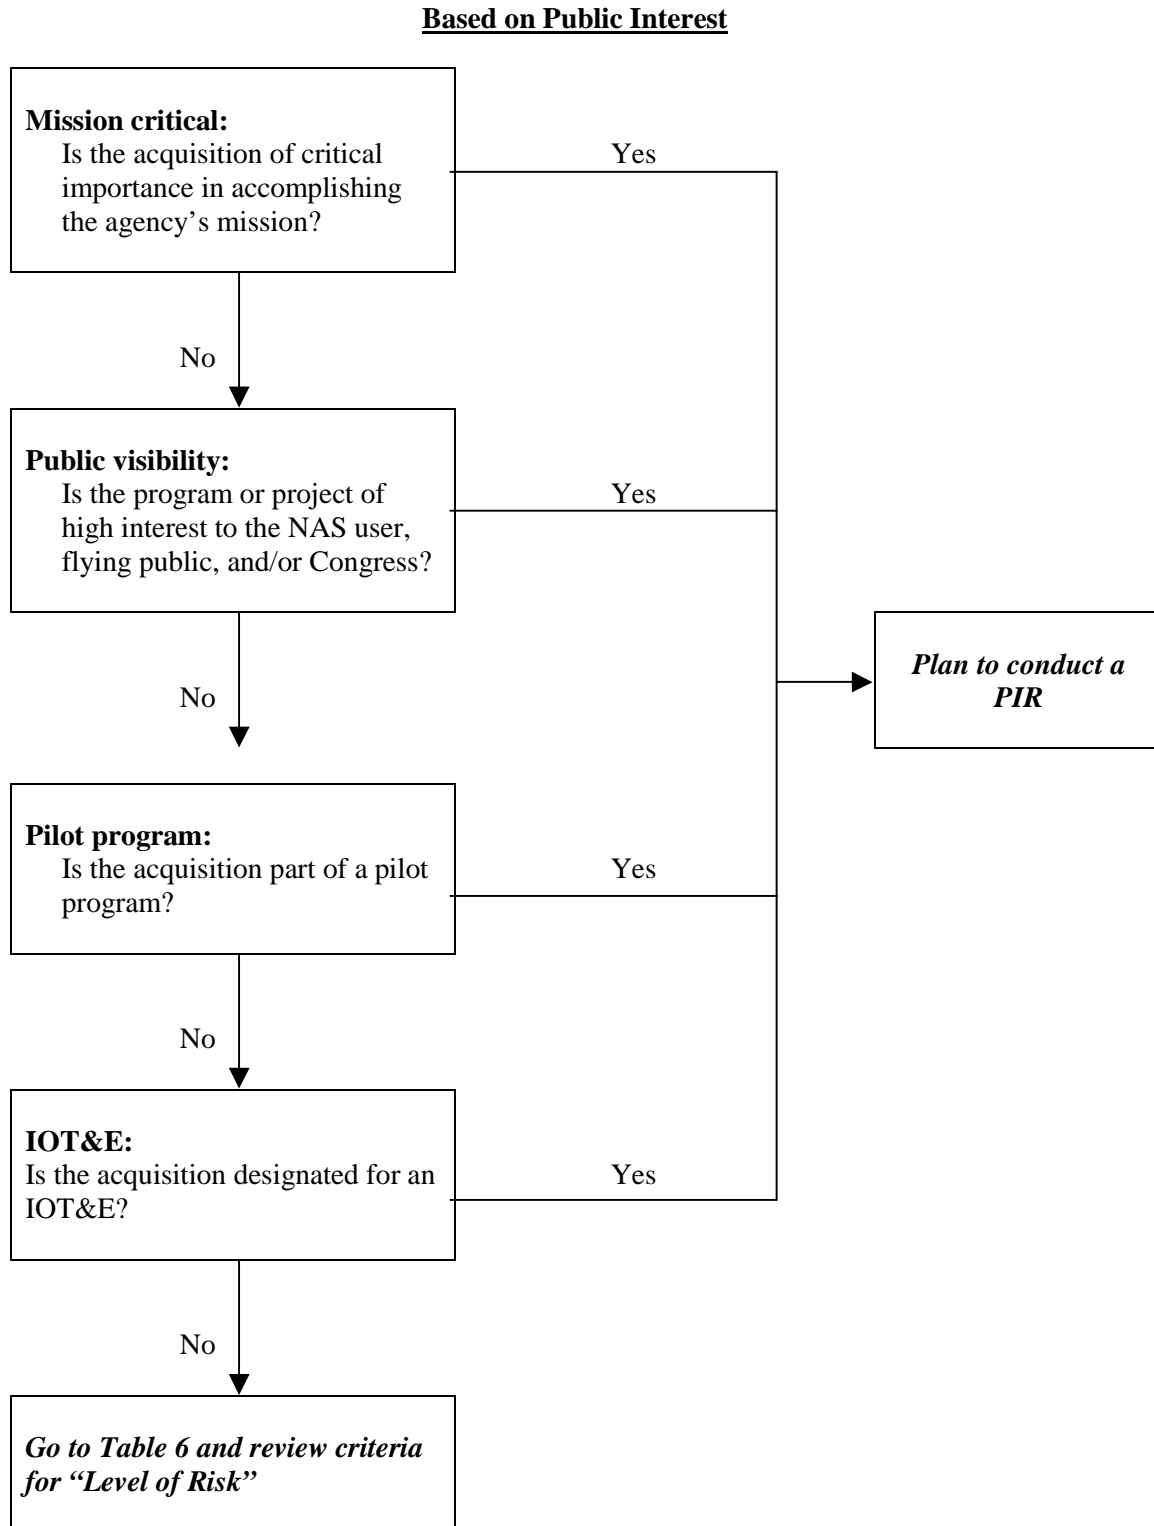 Based on Public Interest
Mission critical:
Is the acquisition of critical
importance in accomplishing
the agency’s mission?
Yes
No
Public visibility:
Is the program or project of
high interest to the NAS user,
flying public, and/or Congress?
Yes
No
Plan to conduct a
PIR
Pilot program:
Is the acquisition part of a pilot
program?
Yes
No
IOT&E:
Is the acquisition designated for an
IOT&E?
Yes
No
Go to Table 6 and review criteria
for “Level of Risk”